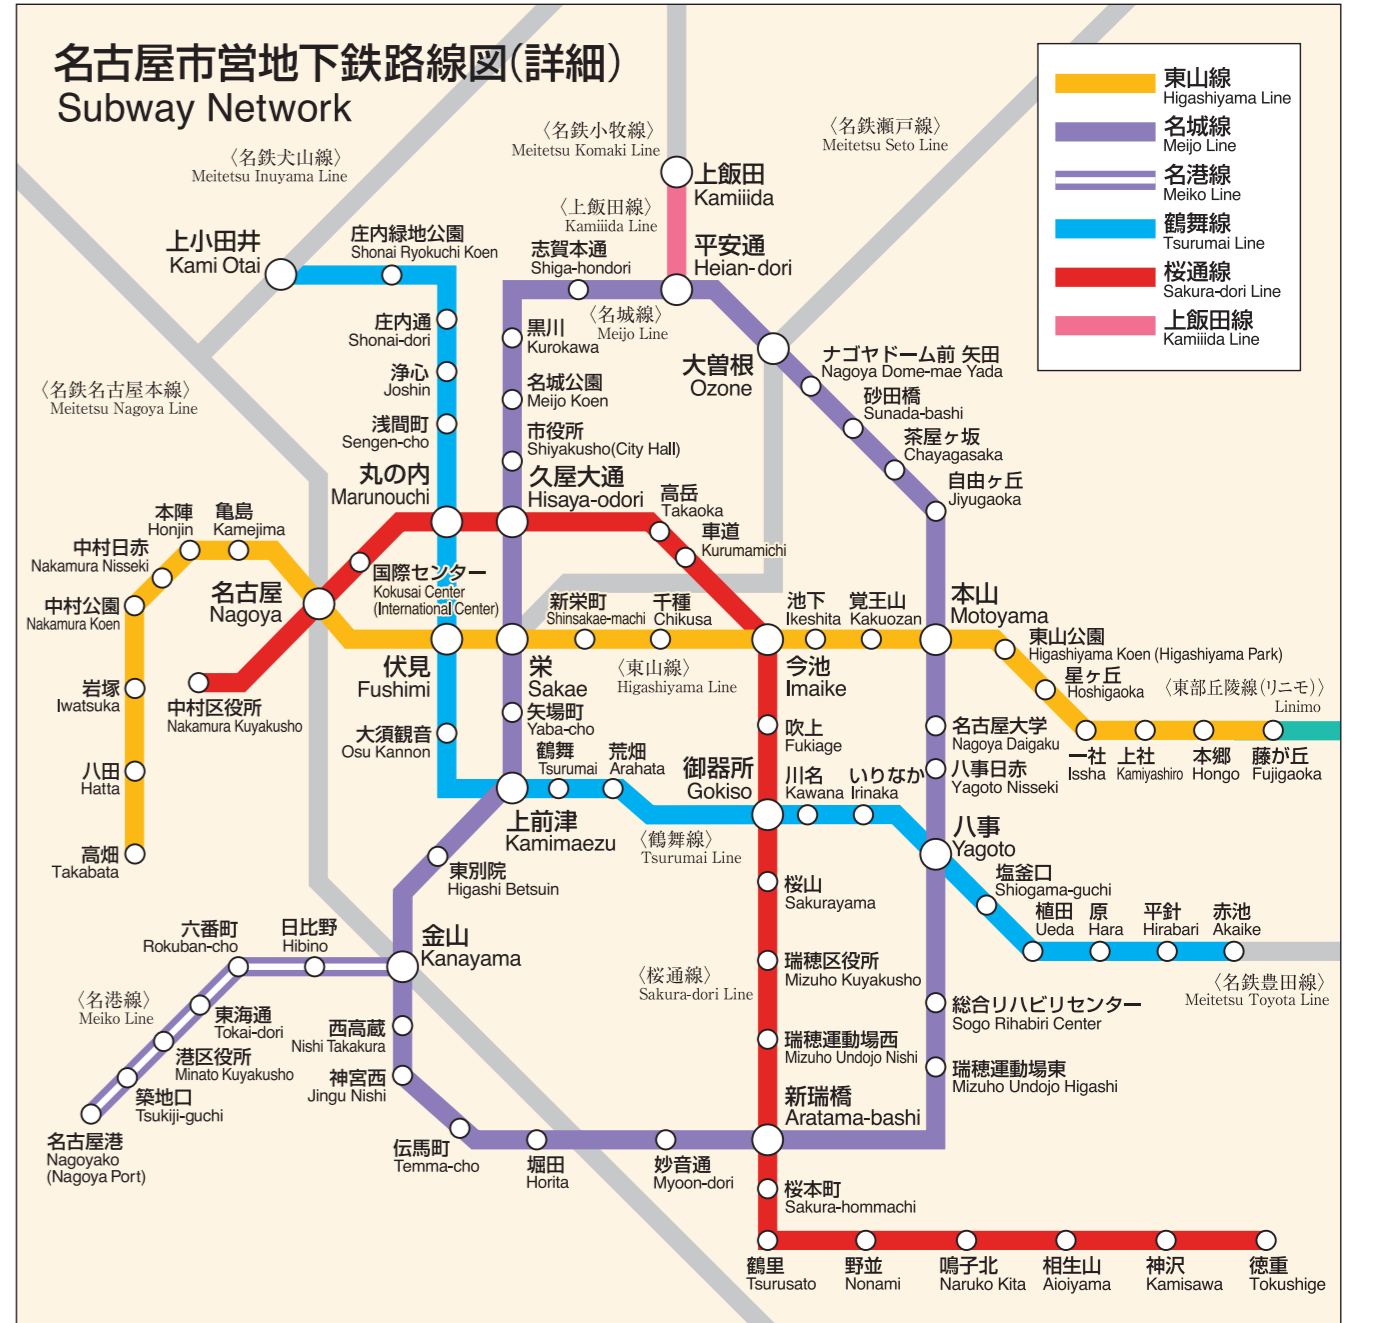 名古屋市営地下鉄路線図(詳細)
Subway Network
東山線
Higashiyama Line
名城線
Meijo Line
名港線
Meiko Line
鶴舞線
Tsurumai Line
桜通線
Sakura-dori Line
上飯田線
Kamiiida Line
〈名鉄小牧線〉
Meitetsu Komaki Line
〈名鉄瀬戸線〉
Meitetsu Seto Line
〈名鉄犬山線〉
Meitetsu Inuyama Line
上飯田
Kamiiida
〈上飯田線〉
Kamiiida Line
上小田井
Kami Otai
庄内緑地公園
Shonai Ryokuchi Koen
志賀本通
Shiga-hondori
平安通
Heian-dori
〈名城線〉
Meijo Line
庄内通
Shonai-dori
黒川
Kurokawa
大曽根
Ozone
ナゴヤドーム前 矢田
Nagoya Dome-mae Yada
浄心
Joshin
名城公園
Meijo Koen
砂田橋
Sunada-bashi
〈名鉄名古屋本線〉
Meitetsu Nagoya Line
浅間町
Sengen-cho
市役所
Shiyakusho(City Hall)
茶屋ヶ坂
Chayagasaka
丸の内
Marunouchi
久屋大通
Hisaya-odori
自由ヶ丘
Jiyugaoka
高岳
Takaoka
車道
Kurumamichi
本陣
Honjin
亀島
Kamejima
中村日赤
Nakamura Nisseki
中村公園
Nakamura Koen
名古屋
Nagoya
国際センター
Kokusai Center
(International Center)
新栄町
Shinsakae-machi
千種
Chikusa
池下
Ikeshita
覚王山
Kakuozan
本山
Motoyama
東山公園
Higashiyama Koen (Higashiyama Park)
星ヶ丘
Hoshigaoka
〈東部丘陵線(リニモ)〉
Linimo
伏見
Fushimi
栄
Sakae
〈東山線〉
Higashiyama Line
今池
Imaike
岩塚
Iwatsuka
中村区役所
Nakamura Kuyakusho
矢場町
Yaba-cho
大須観音
Osu Kannon
吹上
Fukiage
名古屋大学
Nagoya Daigaku
一社
Issha
上社
Kamiyashiro
本郷
Hongo
藤が丘
Fujigaoka
八田
Hatta
鶴舞
Tsurumai
荒畑
Arahata
御器所
Gokiso
川名
Kawana
いりなか
Irinaka
八事日赤
Yagoto Nisseki
上前津
Kamimaezu
〈鶴舞線〉
Tsurumai Line
八事
Yagoto
高畑
Takabata
東別院
Higashi Betsuin
桜山
Sakurayama
塩釜口
Shiogama-guchi
植田
Ueda
原
Hara
平針
Hirabari
赤池
Akaike
六番町
Rokuban-cho
日比野
Hibino
金山
Kanayama
瑞穂区役所
Mizuho Kuyakusho
〈桜通線〉
Sakura-dori Line
〈名鉄豊田線〉
Meitetsu Toyota Line
〈名港線〉
Meiko Line
東海通
Tokai-dori
総合リハビリセンター
Sogo Rihabiri Center
西高蔵
Nishi Takakura
瑞穂運動場西
Mizuho Undojo Nishi
港区役所
Minato Kuyakusho
神宮西
Jingu Nishi
瑞穂運動場東
Mizuho Undojo Higashi
築地口
Tsukiji-guchi
新瑞橋
Aratama-bashi
名古屋港
Nagoyako
(Nagoya Port)
伝馬町
Temma-cho
堀田
Horita
妙音通
Myoon-dori
桜本町
Sakura-hommachi
鶴里
Tsurusato
野並
Nonami
鳴子北
Naruko Kita
相生山
Aioiyama
神沢
Kamisawa
徳重
Tokushige